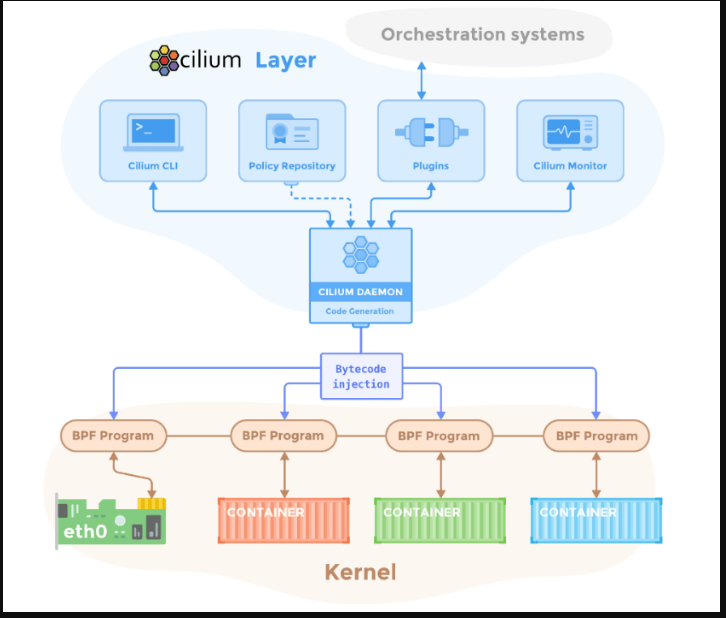 Orchestration systems
cilium Layer
>_
Cilium CLI
Policy Repository
Plugins
Cilium Monitor
CILIUM DAEMON
Code Generation
Bytecode
injection
BPF Program
BPF Program
BPF Program
BPF Program
eth0
CONTAINER
CONTAINER
CONTAINER
Kernel